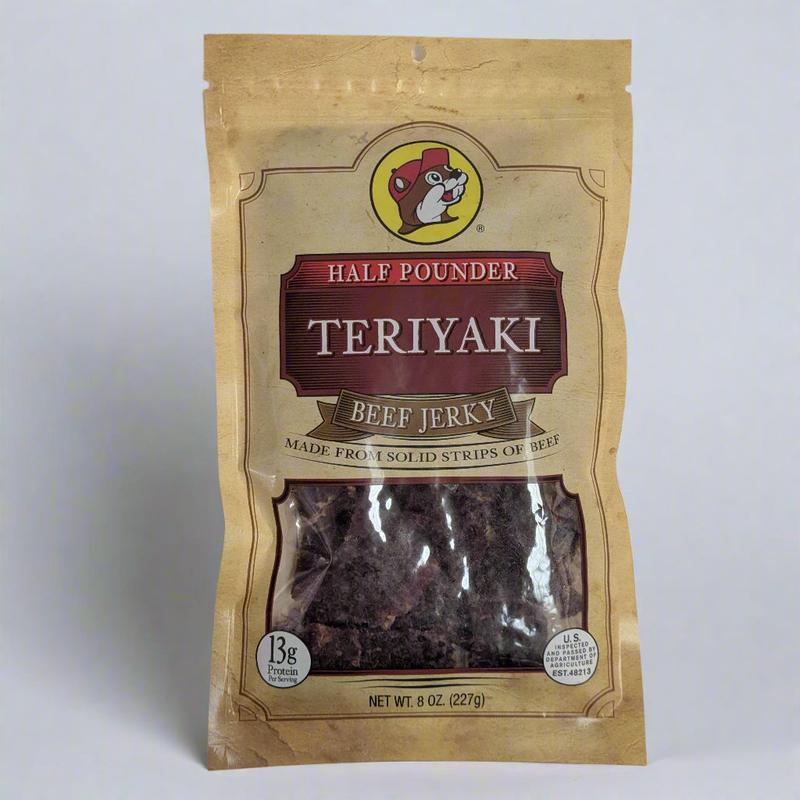 ®
HALF POUNDER
TERIYAKI
BEEF JERKY
MADE FROM SOLID STRIPS OF BEEF
13g
Protein
Per Serving
U.S.
INSPECTED
AND PASSED BY
DEPARTMENT OF
AGRICULTURE
EST.48213
NET WT. 8 OZ. (227g)